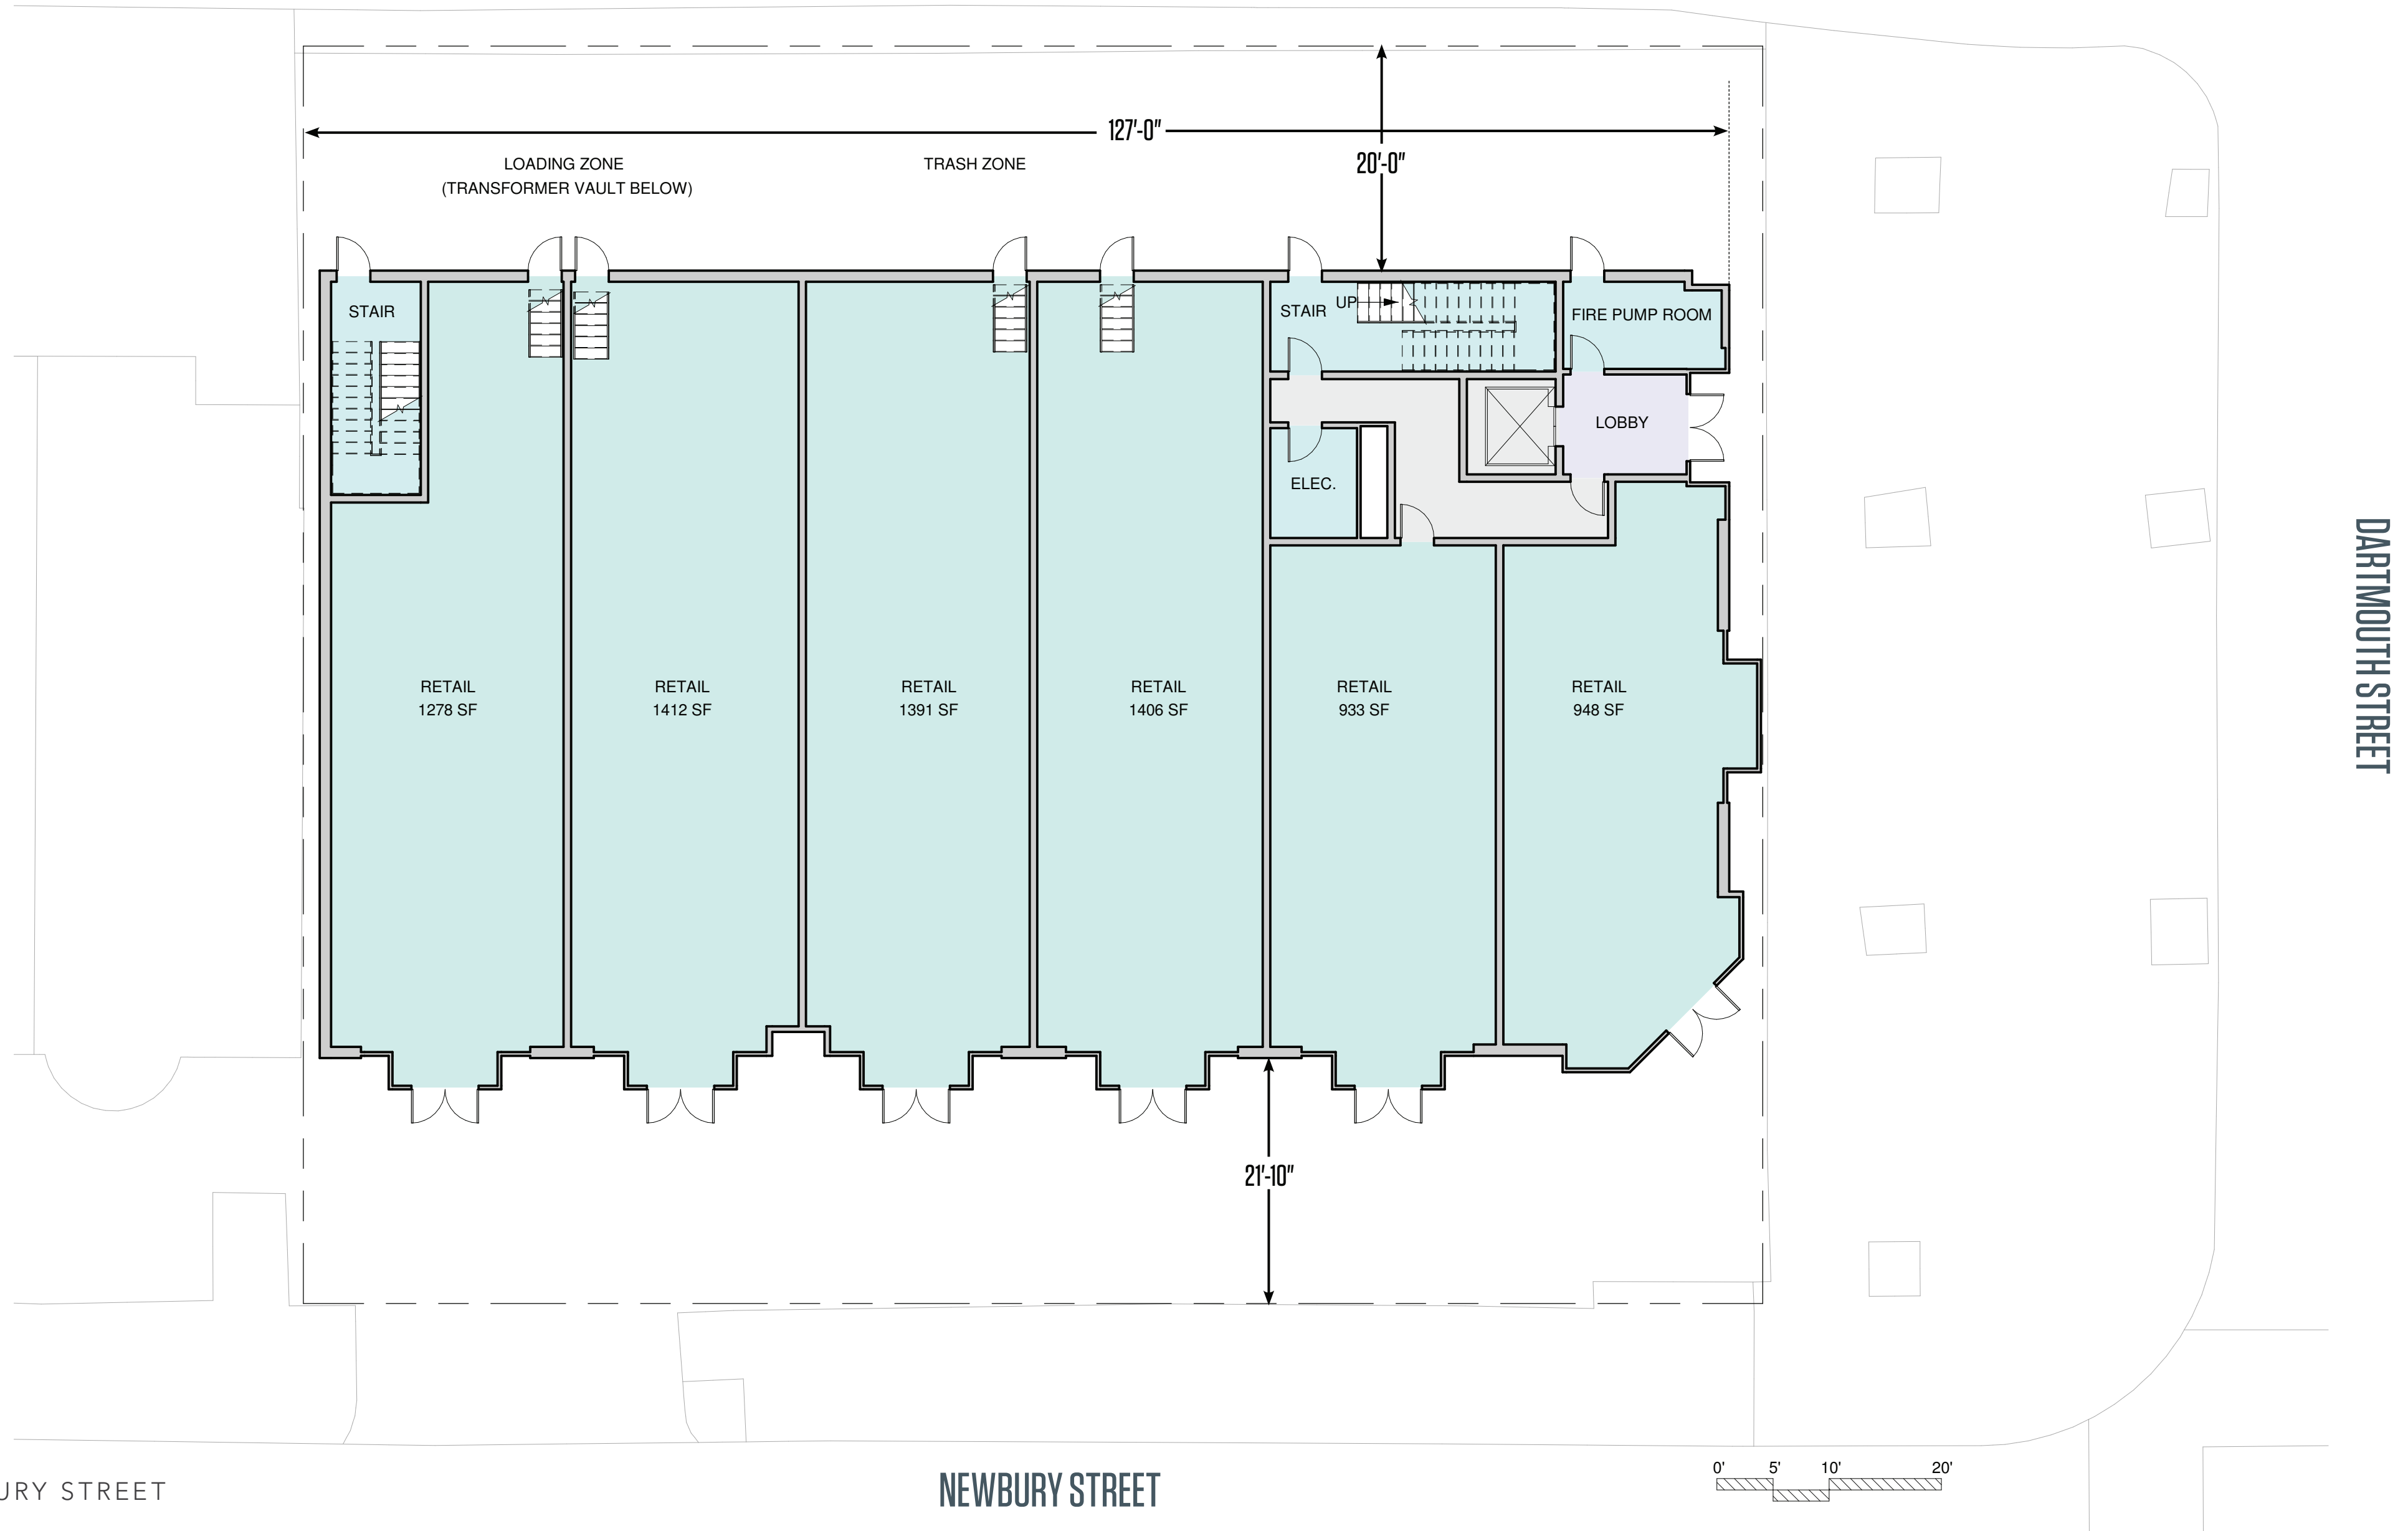 127'-0"
LOADING ZONE
(TRANSFORMER VAULT BELOW)
TRASH ZONE
20'-0"
STAIR
STAIR
UP
FIRE PUMP ROOM
LOBBY
ELEC.
RETAIL
1278 SF
RETAIL
1412 SF
RETAIL
1391 SF
RETAIL
1406 SF
RETAIL
933 SF
RETAIL
948 SF
DARTMOUTH STREET
21'-10"
0' 5' 10' 20'
URY STREET
NEWBURY STREET